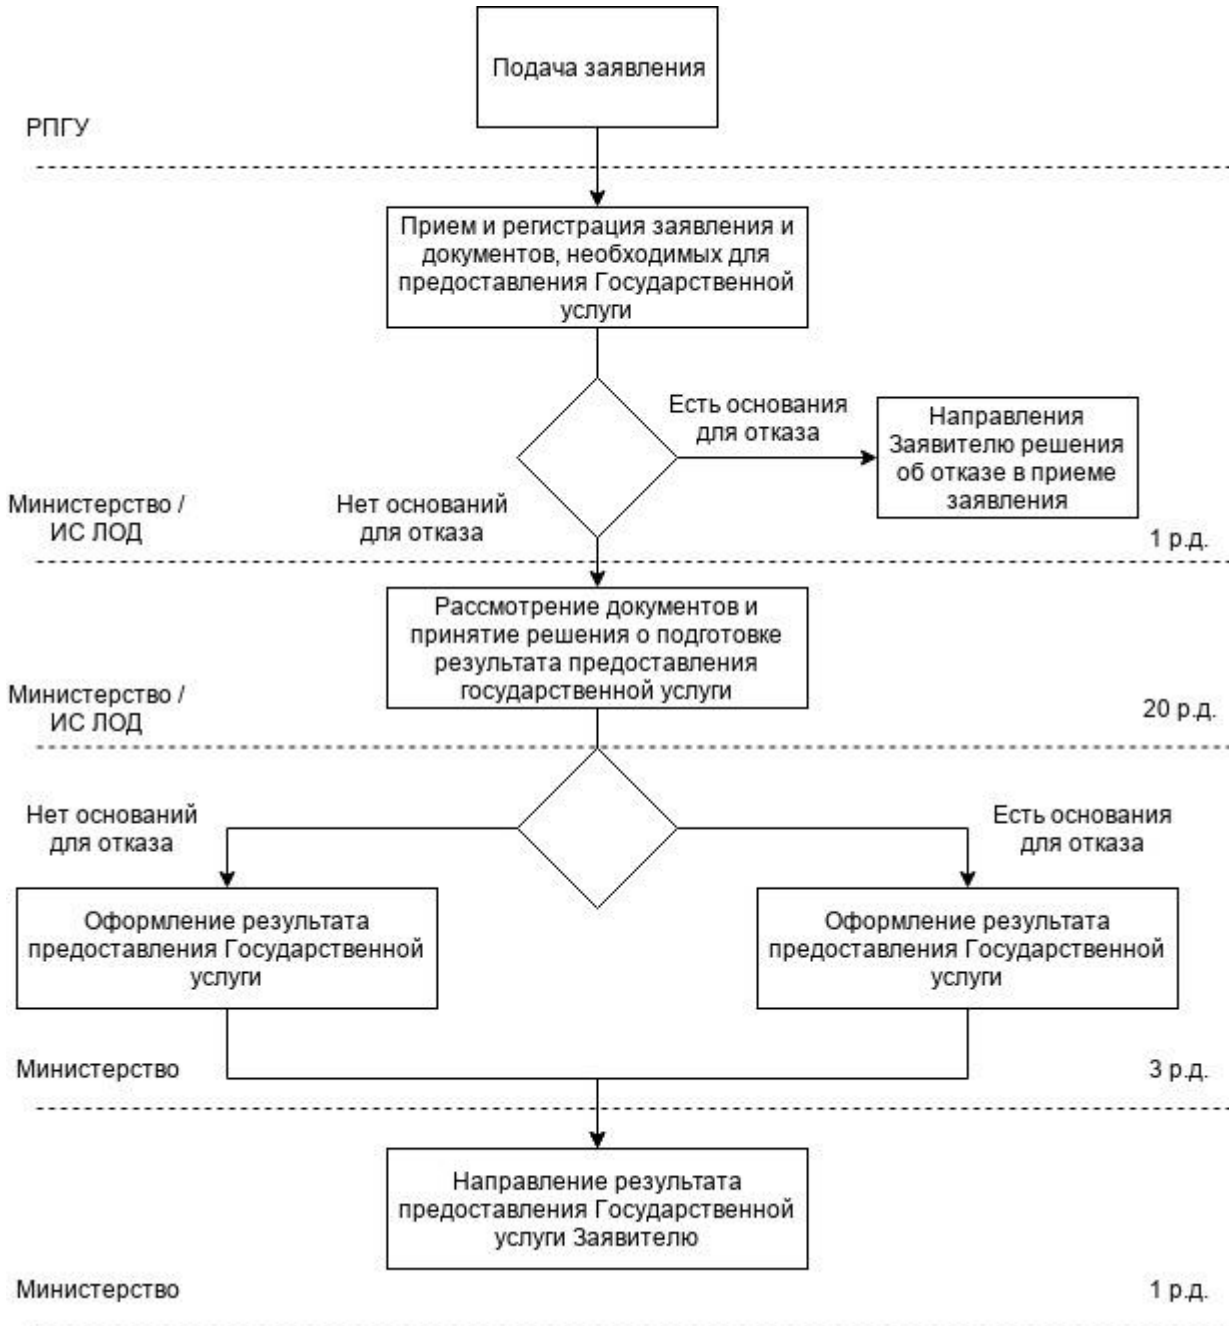 Подача заявления
РПГУ
Прием и регистрация заявления и
документов, необходимых для
предоставления Государственной
услуги
Есть основания
для отказа
Направления
Заявителю решения
об отказе в приеме
заявления
Министерство /
ИС ЛОД
Нет оснований
для отказа
1 р.д.
Рассмотрение документов и
принятие решения о подготовке
результата предоставления
государственной услуги
Министерство /
ИС ЛОД
20 р.д.
Нет оснований
для отказа
Есть основания
для отказа
Оформление результата
предоставления Государственной
услуги
Оформление результата
предоставления Государственной
услуги
Министерство
3 р.д.
Направление результата
предоставления Государственной
услуги Заявителю
Министерство
1 р.д.